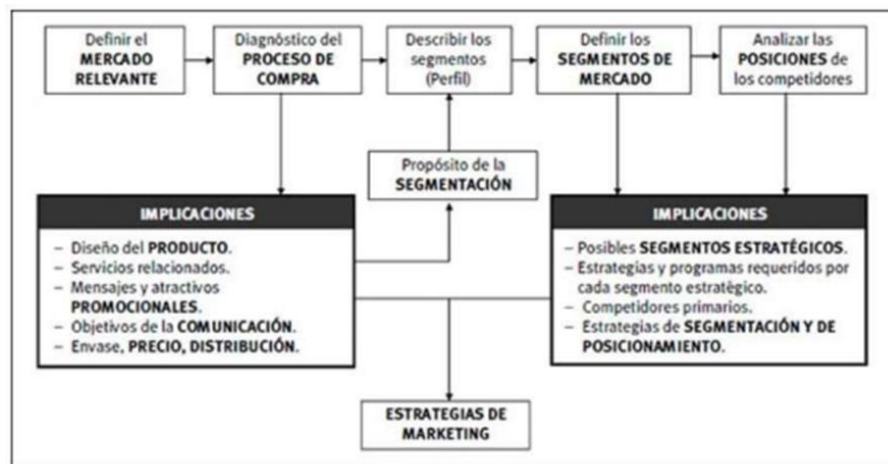 Definir el
MERCADO
RELEVANTE
Diagnóstico del
PROCESO DE
COMPRA
Describir los
segmentos
(Perfil)
Definir los
SEGMENTOS DE
MERCADO
Analizar las
POSICIONES de
los competidores
Propósito de la
SEGMENTACIÓN
IMPLICACIONES
– Diseño del PRODUCTO.
– Servicios relacionados.
– Mensajes y atractivos
PROMOCIONALES.
– Objetivos de la COMUNICACIÓN.
– Envase, PRECIO, DISTRIBUCIÓN.
IMPLICACIONES
– Posibles SEGMENTOS ESTRATÉGICOS.
– Estrategias y programas requeridos por
cada segmento estratègico.
– Competidores primarios.
– Estrategias de SEGMENTACIÓN Y DE
POSICIONAMIENTO.
ESTRATEGIAS DE
MARKETING